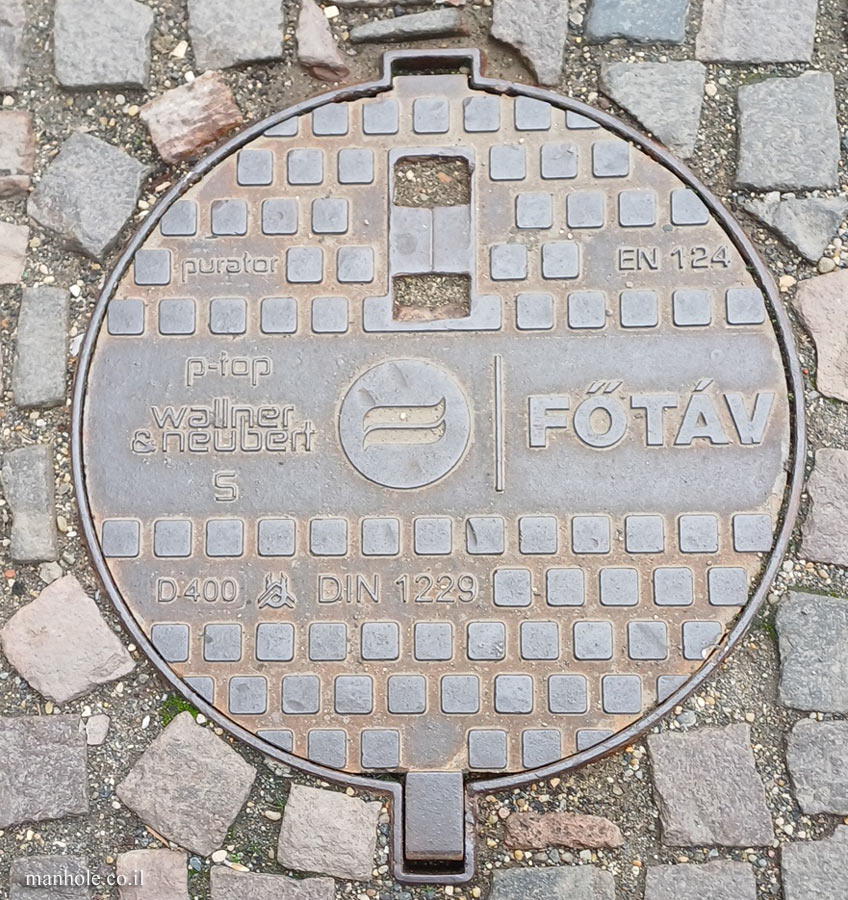 purator
EN 124
p-top
wallner
& neubert
S
FŐTÁV
D400
DIN 1229
manhole.co.il